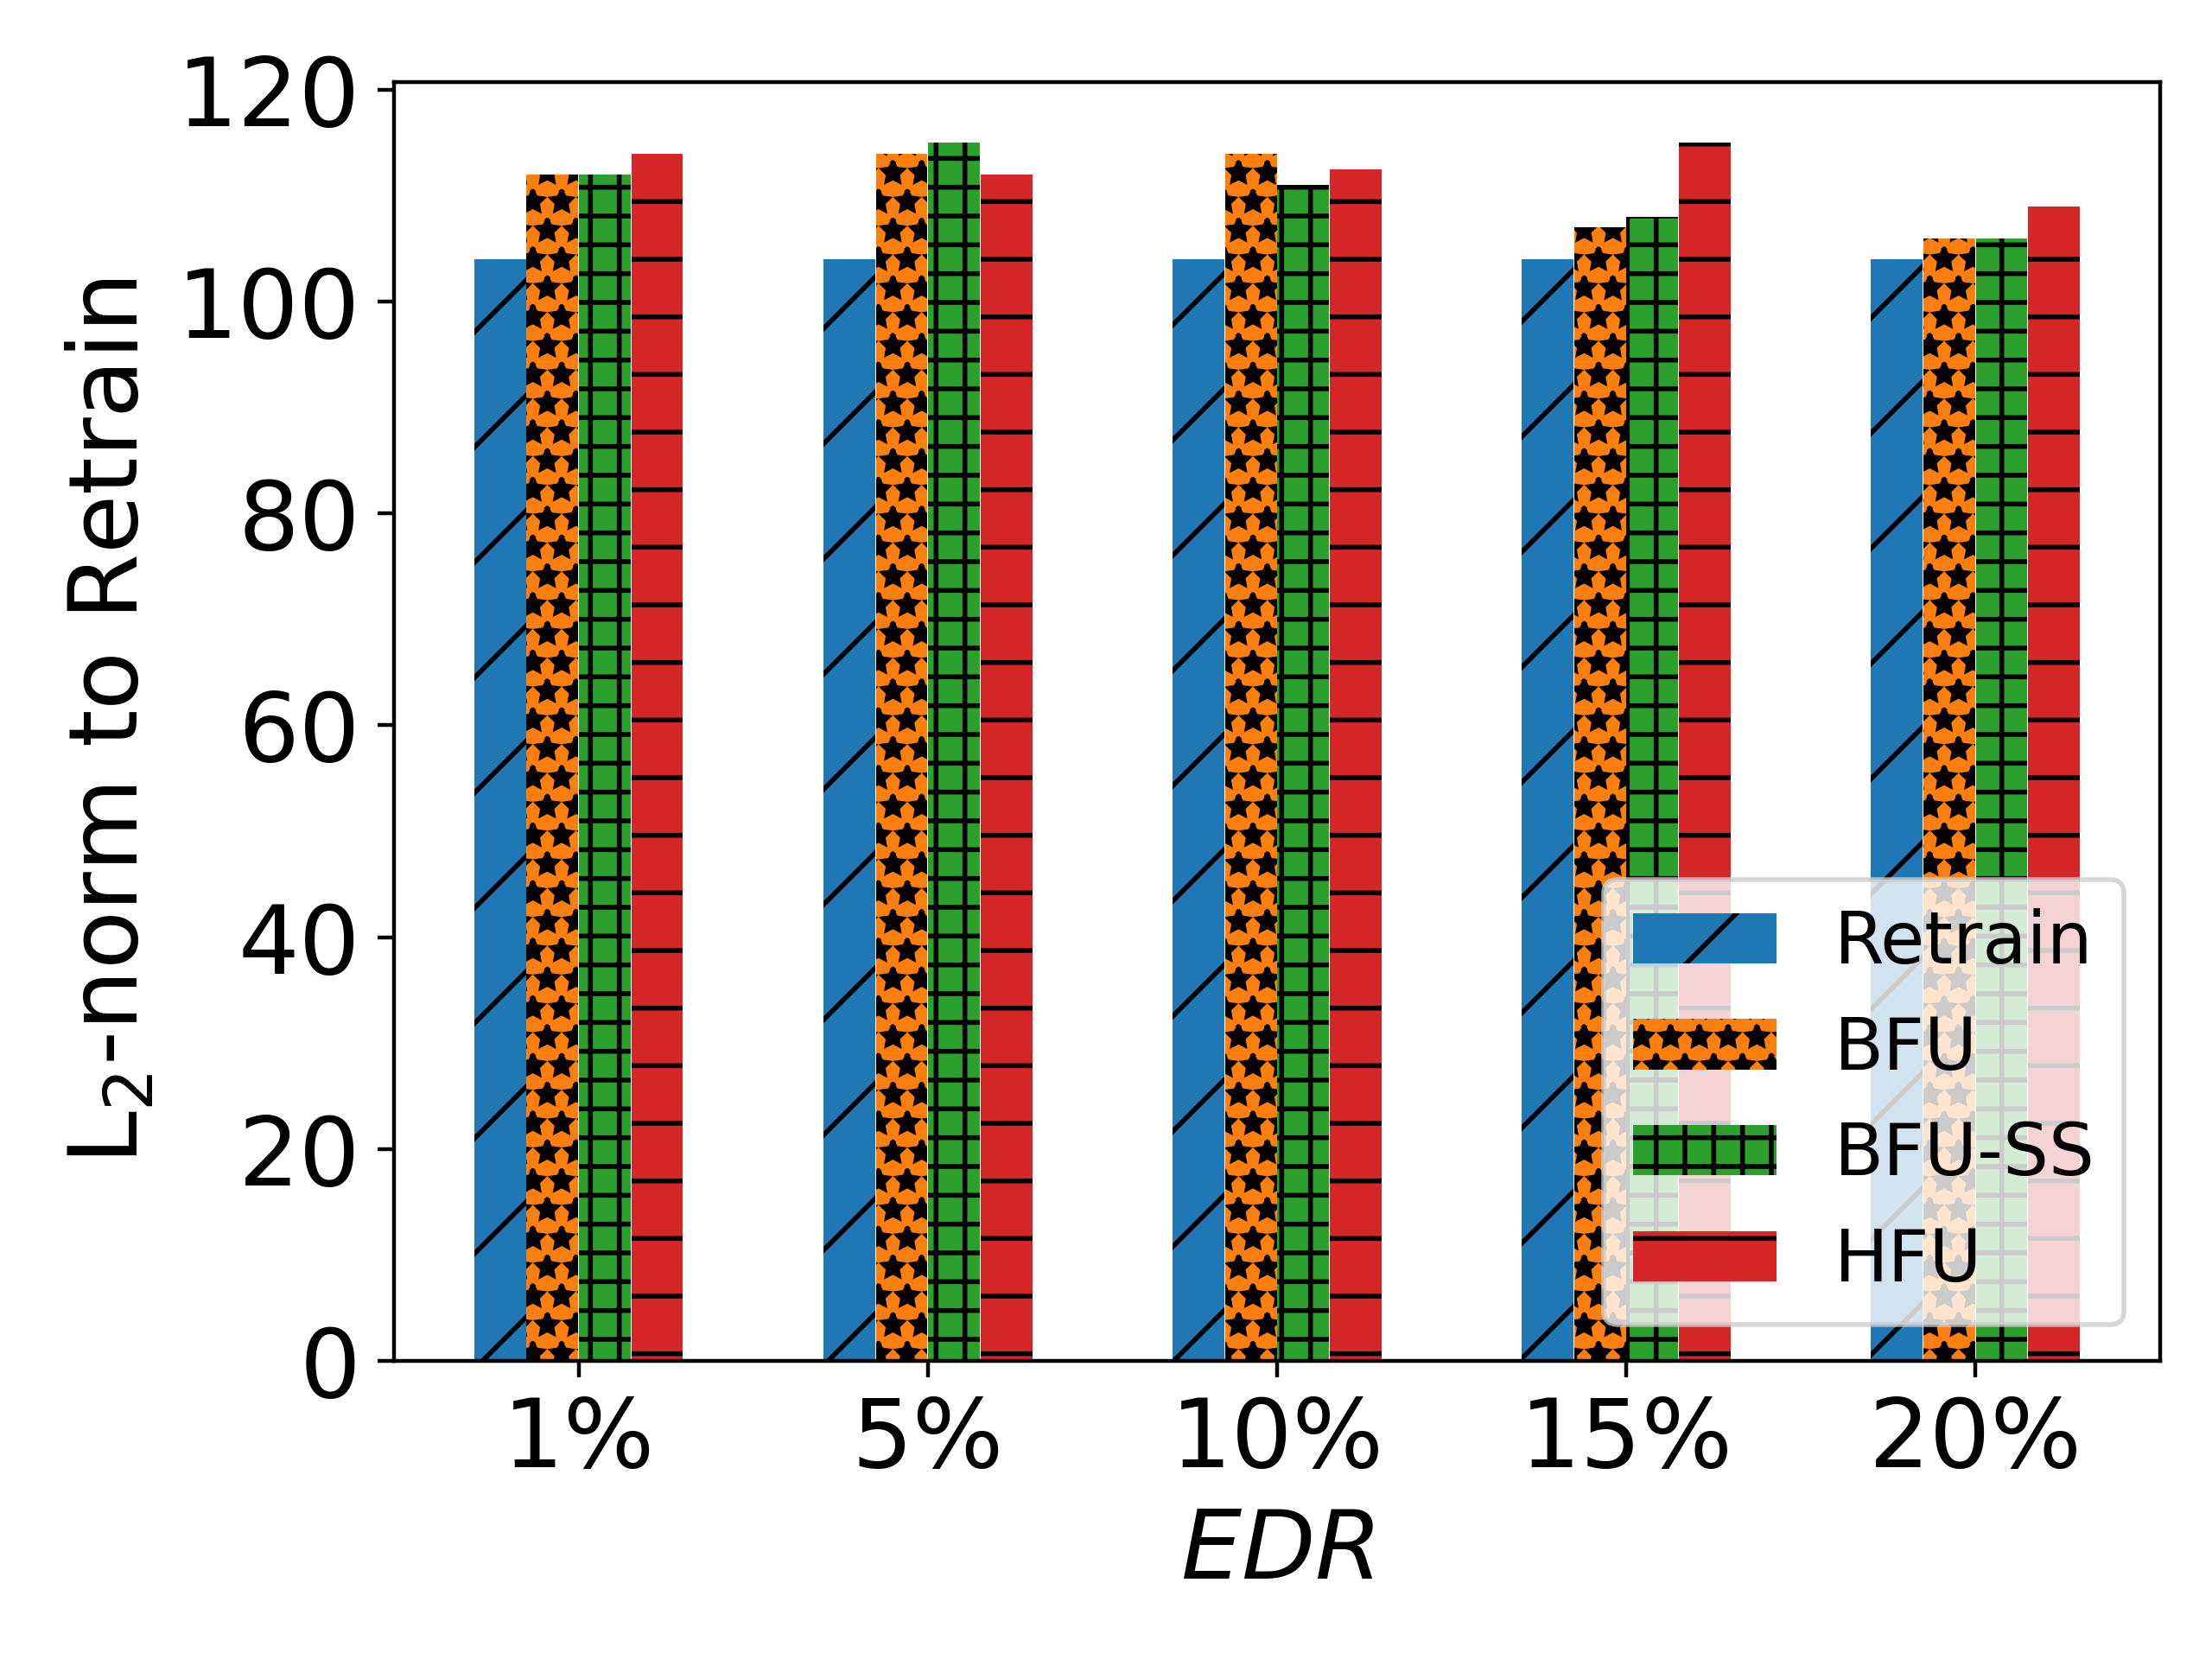 L₂-norm to Retrain
120
100
80
60
40
20
0
1% 5% 10% 15% 20%
EDR
Retrain
BFU
BFU-SS
HFU